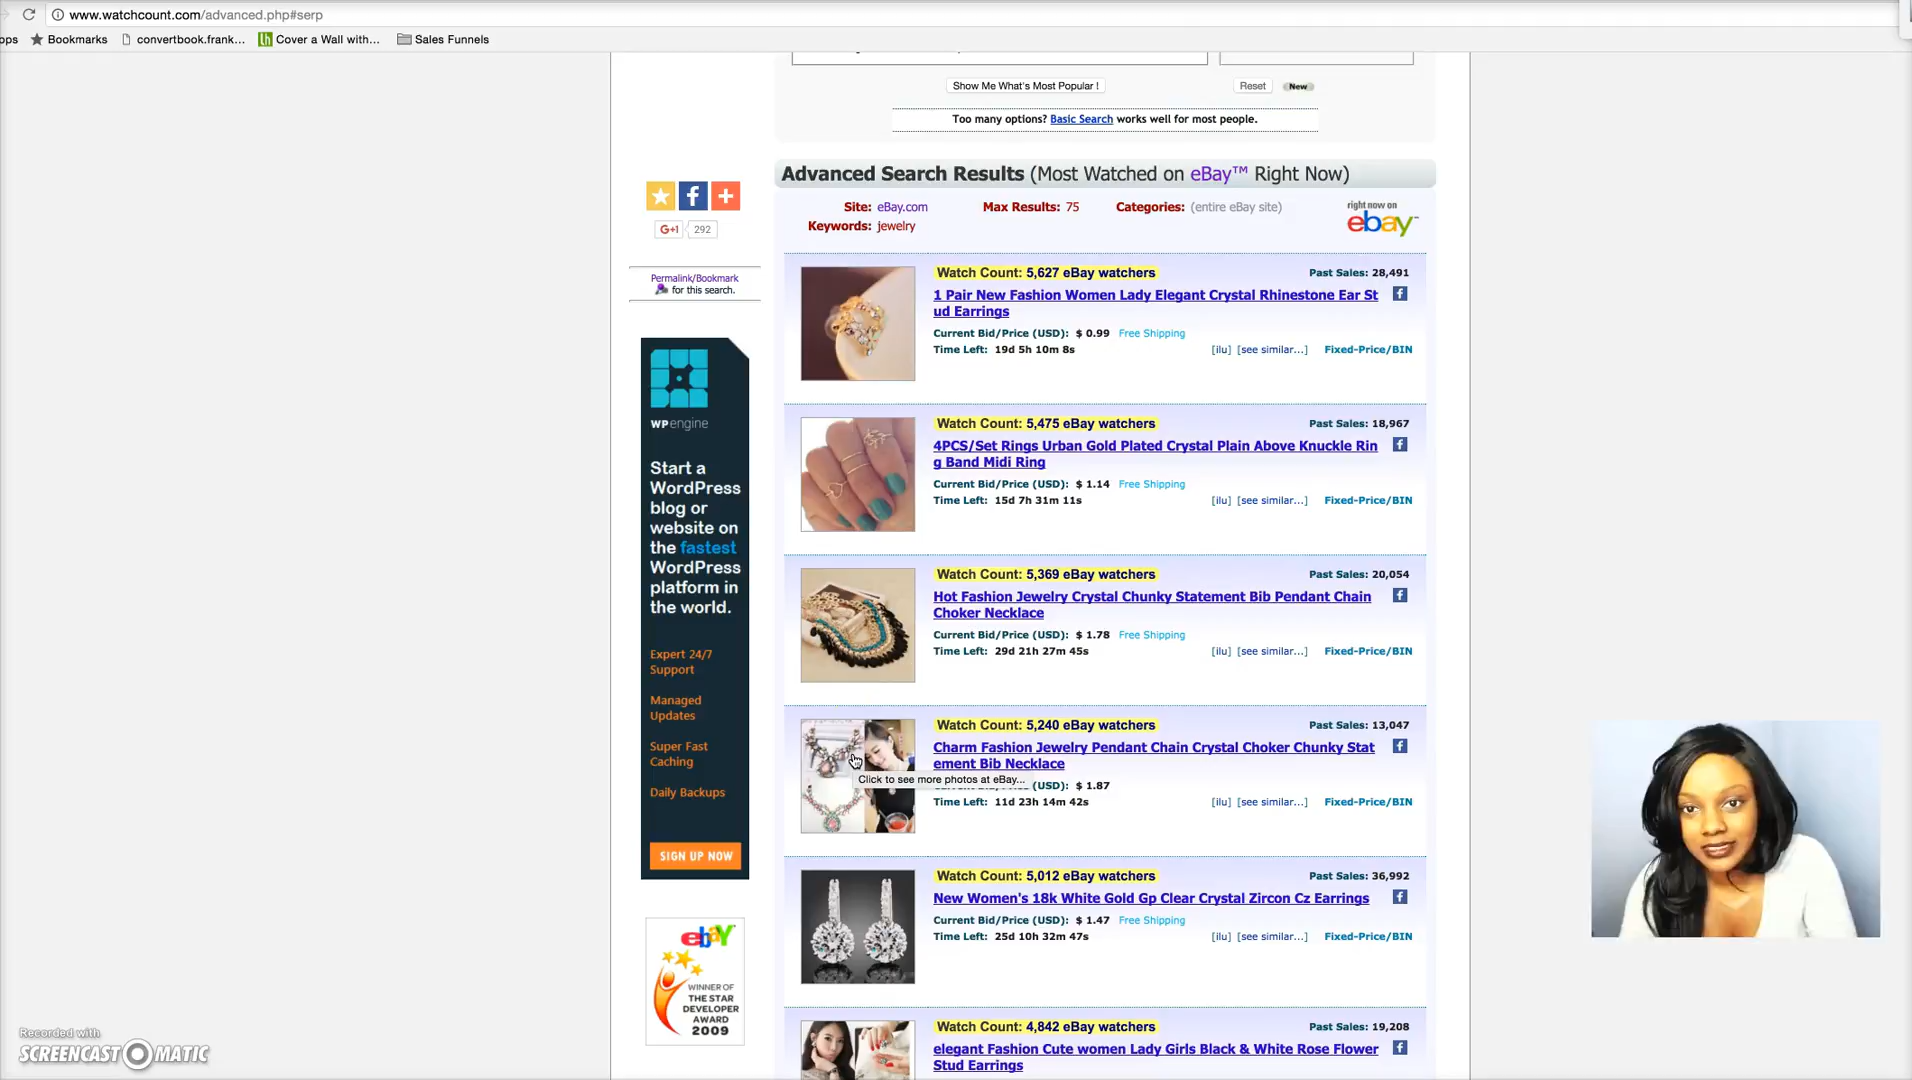 www.watchcount.com/advanced.php#serp
ops
Bookmarks
convertbook.frank...
Cover a Wall with...
Sales Funnels
Show Me What's Most Popular !
Reset
New
Too many options? Basic Search works well for most people.
Advanced Search Results (Most Watched on eBay™ Right Now)
Site: eBay.com
Max Results: 75
Categories: (entire eBay site)
Keywords: jewelry
right now on
ebay™
G+1
292
Permalink/Bookmark
for this search.
Watch Count: 5,627 eBay watchers
Past Sales: 28,491
1 Pair New Fashion Women Lady Elegant Crystal Rhinestone Ear St
ud Earrings
Current Bid/Price (USD): $ 0.99 Free Shipping
Time Left: 19d 5h 10m 8s
[ilu] [see similar...]
Fixed-Price/BIN
Watch Count: 5,475 eBay watchers
Past Sales: 18,967
4PCS/Set Rings Urban Gold Plated Crystal Plain Above Knuckle Rin
g Band Midi Ring
Current Bid/Price (USD): $ 1.14 Free Shipping
Time Left: 15d 7h 31m 11s
[ilu] [see similar...]
Fixed-Price/BIN
Watch Count: 5,369 eBay watchers
Past Sales: 20,054
Hot Fashion Jewelry Crystal Chunky Statement Bib Pendant Chain
Choker Necklace
Current Bid/Price (USD): $ 1.78 Free Shipping
Time Left: 29d 21h 27m 45s
[ilu] [see similar...]
Fixed-Price/BIN
Watch Count: 5,240 eBay watchers
Past Sales: 13,047
Charm Fashion Jewelry Pendant Chain Crystal Choker Chunky Stat
ement Bib Necklace
Click to see more photos at eBay...
(USD): $ 1.87
Time Left: 11d 23h 14m 42s
[ilu] [see similar...]
Fixed-Price/BIN
Watch Count: 5,012 eBay watchers
Past Sales: 36,992
New Women's 18k White Gold Gp Clear Crystal Zircon Cz Earrings
Current Bid/Price (USD): $ 1.47 Free Shipping
Time Left: 25d 10h 32m 47s
[ilu] [see similar...]
Fixed-Price/BIN
Watch Count: 4,842 eBay watchers
Past Sales: 19,208
elegant Fashion Cute women Lady Girls Black & White Rose Flower
Stud Earrings
WPengine
Start a
WordPress
blog or
website on
the fastest
WordPress
platform in
the world.
Expert 24/7
Support
Managed
Updates
Super Fast
Caching
Daily Backups
SIGN UP NOW
ebay
WINNER OF
THE STAR
DEVELOPER
AWARD
2009
Recorded with
SCREENCAST MATIC